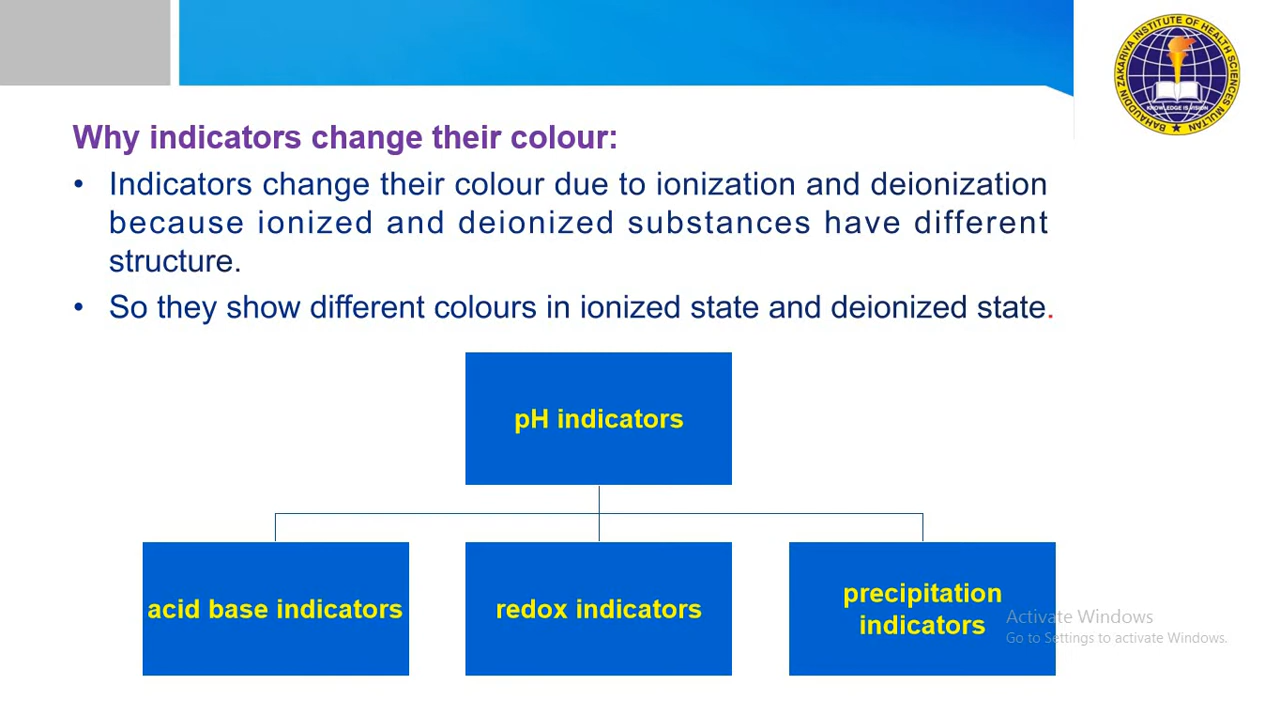 BAHAUDDIN ZAKARIYA INSTITUTE OF HEALTH SCIENCES MULTAN
KNOWLEDGE IS VISION
Why indicators change their colour:
• Indicators change their colour due to ionization and deionization
because ionized and deionized substances have different
structure.
• So they show different colours in ionized state and deionized state.
pH indicators
acid base indicators
redox indicators
precipitation
indicators
Activate Windows
Go to Settings to activate Windows.